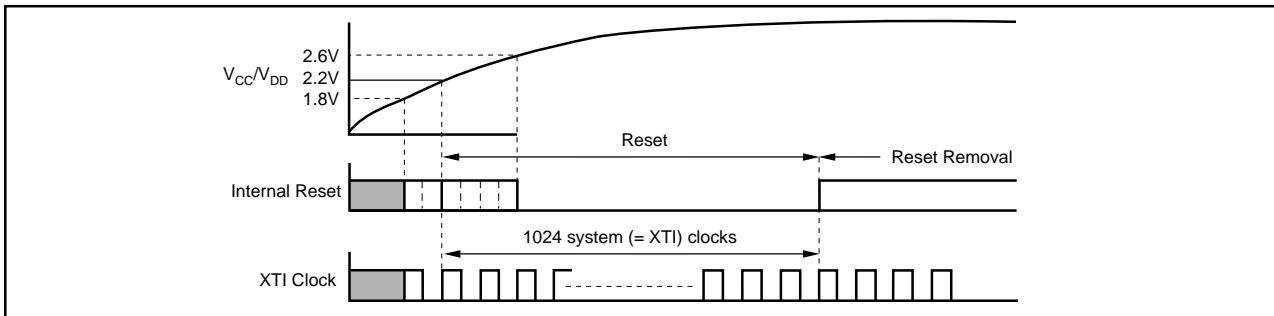 2.6V
V_CC/V_DD 2.2V
1.8V
Reset
Reset Removal
Internal Reset
1024 system (= XTI) clocks
XTI Clock